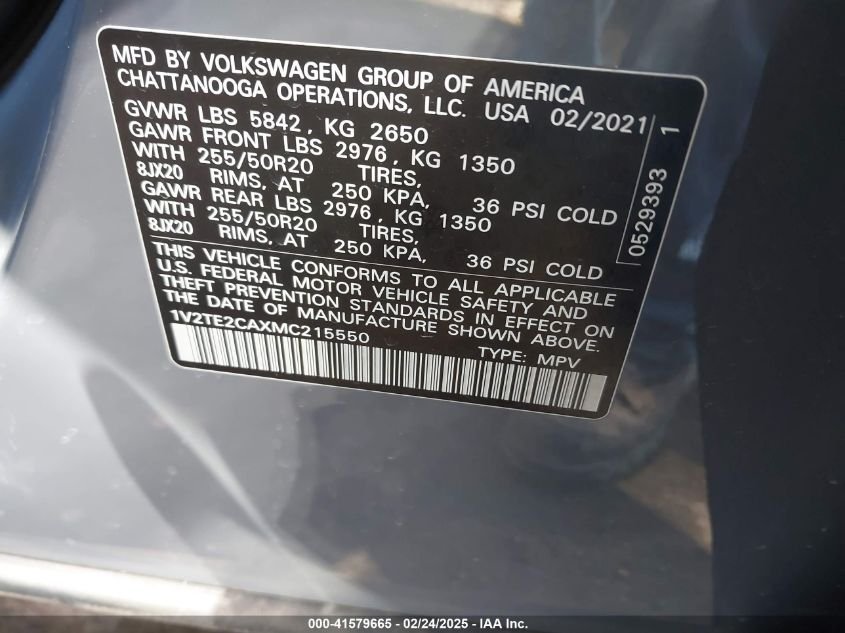 MFD BY VOLKSWAGEN GROUP OF AMERICA
CHATTANOOGA OPERATIONS, LLC. USA 02/2021
GVWR LBS 5842, KG 2650
GAWR FRONT LBS 2976, KG 1350
WITH 255/50R20 TIRES,
8JX20 RIMS, AT 250 KPA, 36 PSI COLD
GAWR REAR LBS 2976, KG 1350
WITH 255/50R20 TIRES,
8JX20 RIMS, AT 250 KPA, 36 PSI COLD
THIS VEHICLE CONFORMS TO ALL APPLICABLE
U.S. FEDERAL MOTOR VEHICLE SAFETY AND
THEFT PREVENTION STANDARDS IN EFFECT ON
THE DATE OF MANUFACTURE SHOWN ABOVE.
1V2TE2CAXMC215550 TYPE: MPV
0529393 1
000-41579665 - 02/24/2025 - IAA Inc.